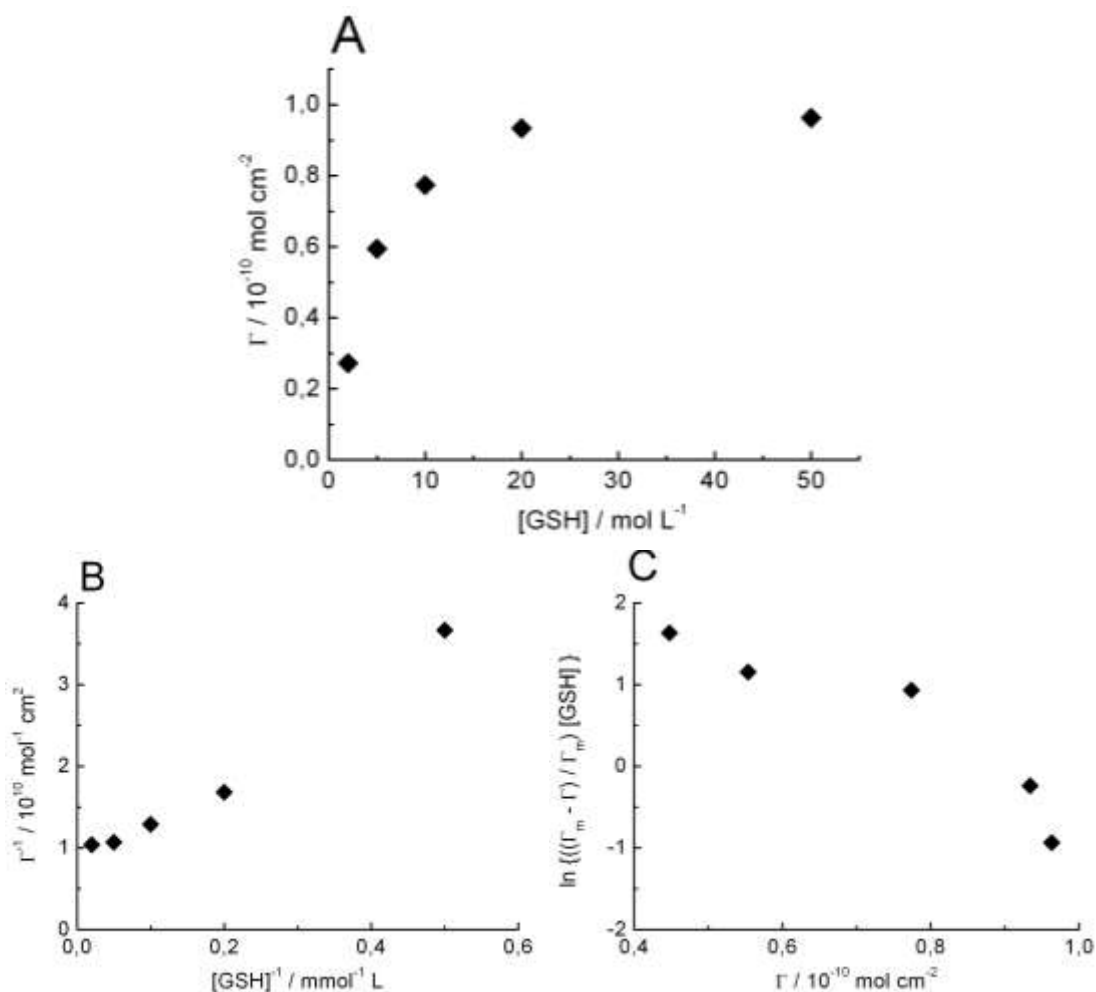 A
1,0
0,8
0,6
0,4
0,2
0,0
Γ / 10⁻¹⁰ mol cm⁻²
0 10 20 30 40 50
[GSH] / mol L⁻¹
B
4
3
2
1
0
Γ⁻¹ / 10¹⁰ mol⁻¹ cm²
0,0 0,2 0,4 0,6
[GSH]⁻¹ / mmol⁻¹ L
C
2
1
0
-1
-2
ln {((Γₘ - Γ) / Γₘ) [GSH] }
0,4 0,6 0,8 1,0
Γ / 10⁻¹⁰ mol cm⁻²